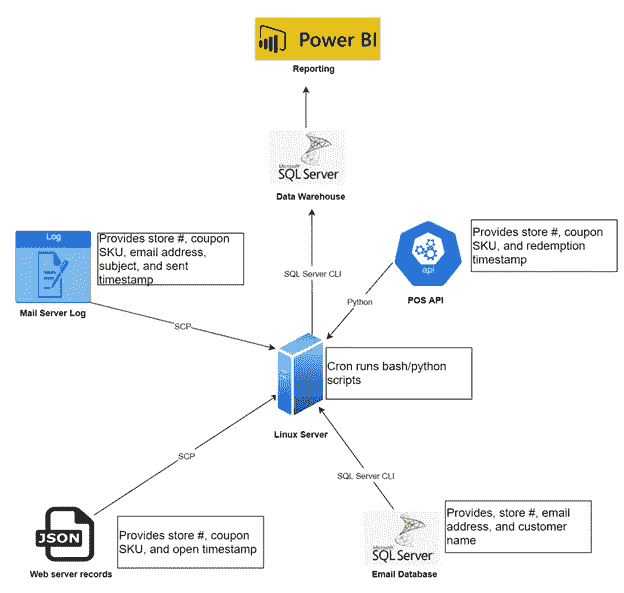 Power BI
Reporting
Microsoft
SQL Server
Data Warehouse
Log
Provides store #, coupon
SKU, email address,
subject, and sent
timestamp
Mail Server Log
Provides store #, coupon
SKU, and redemption
timestamp
api
POS API
SQL Server CLI
Python
SCP
Cron runs bash/python
scripts
Linux Server
SCP
SQL Server CLI
JSON
Provides store #, coupon
SKU, and open timestamp
Web server records
Provides, store #, email
address, and customer
name
Microsoft
SQL Server
Email Database